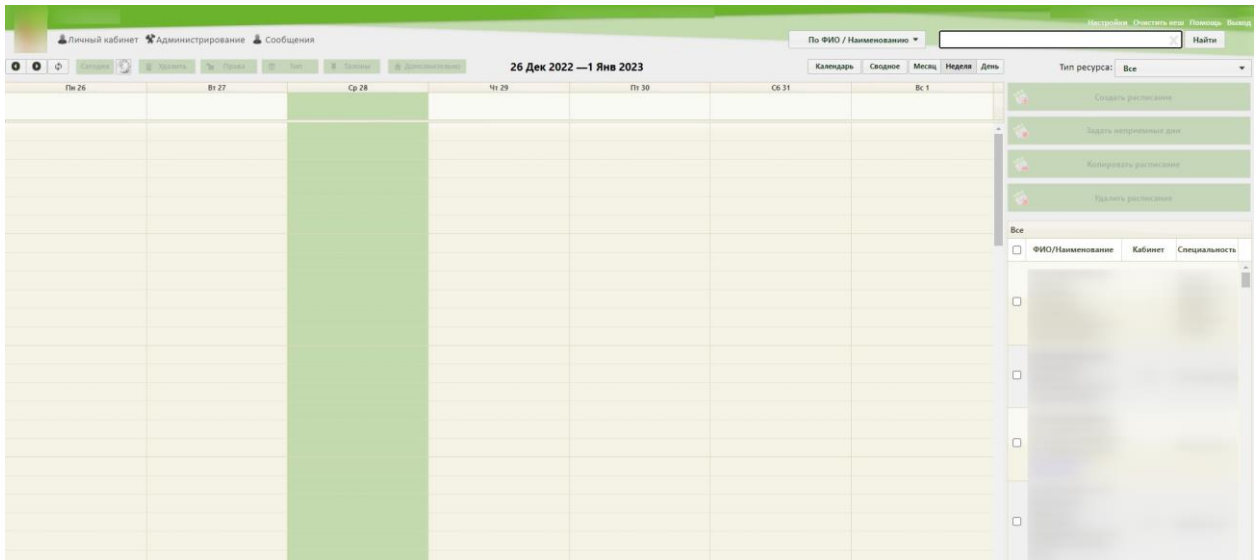 Настройки Очистить кеш Помощь Выход
Личный кабинет Администрирование Сообщения
По ФИО / Наименованию Найти
Сегодня Удалить Права Тип Талоны Дополнительно
26 Дек 2022 —1 Янв 2023
Календарь Сводное Месяц Неделя День
Тип ресурса: Все
Пн 26 Вт 27 Ср 28 Чт 29 Пт 30 Сб 31 Вс 1
Создать расписание
Задать неприемные дни
Копировать расписание
Удалить расписание
Все
ФИО/Наименование Кабинет Специальность